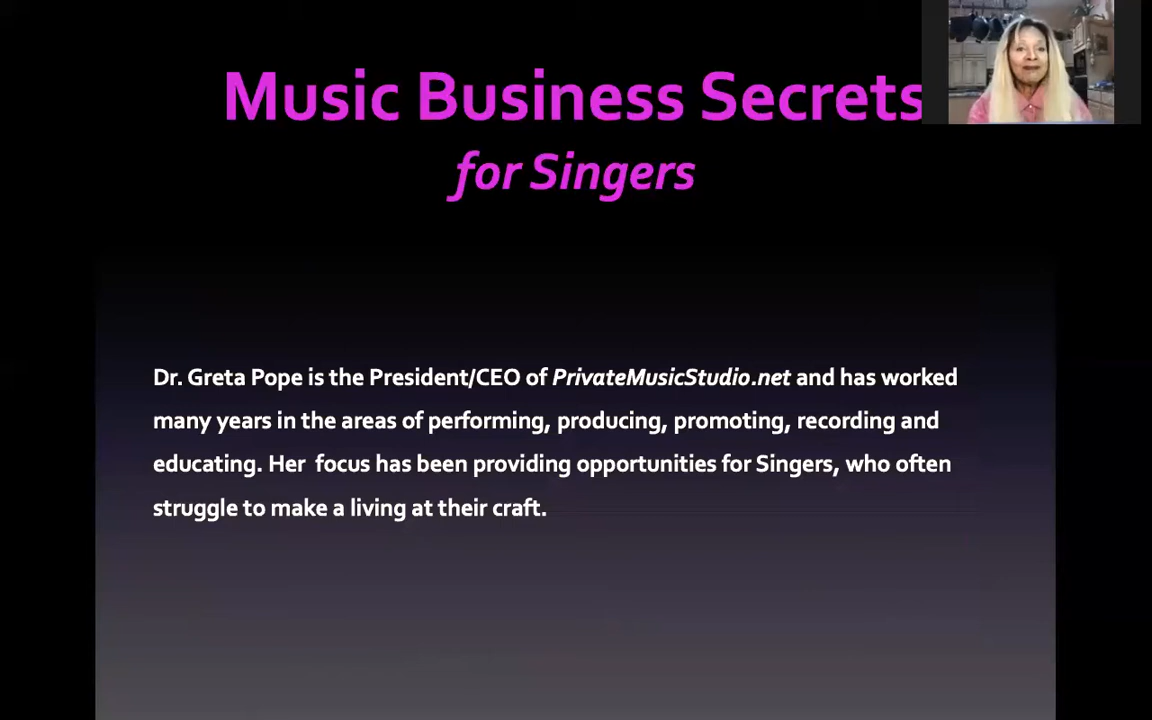 Music Business Secrets
for Singers
Dr. Greta Pope is the President/CEO of PrivateMusicStudio.net and has worked
many years in the areas of performing, producing, promoting, recording and
educating. Her  focus has been providing opportunities for Singers, who often
struggle to make a living at their craft.